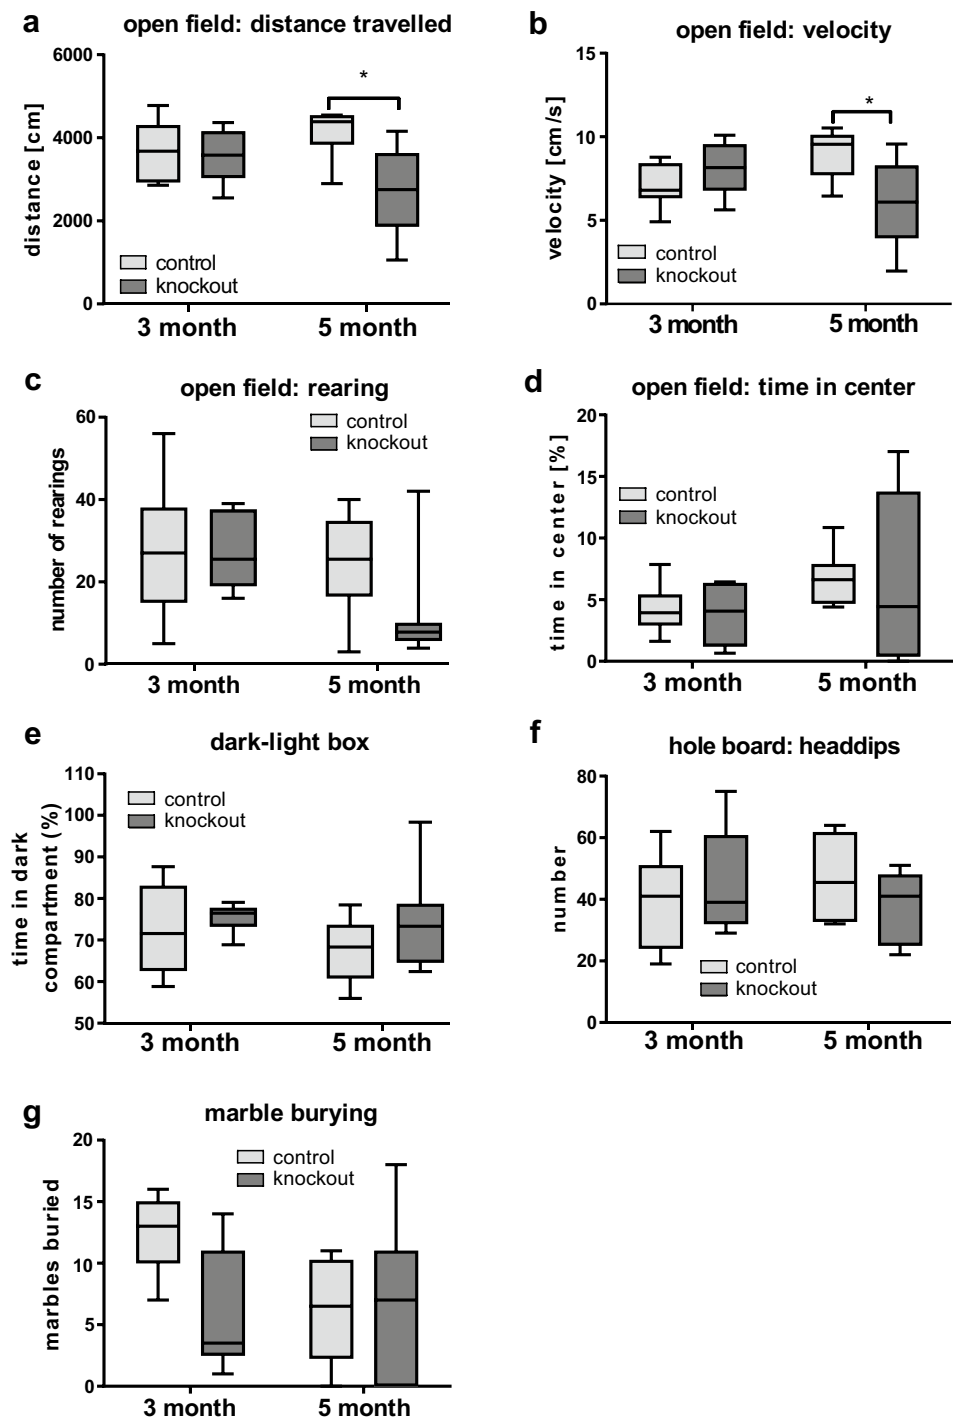 a
open field: distance travelled
distance [cm]
6000
4000
2000
0
*
control
knockout
3 month
5 month
b
open field: velocity
velocity [cm/s]
15
10
5
0
*
control
knockout
3 month
5 month
c
open field: rearing
number of rearings
60
40
20
0
control
knockout
3 month
5 month
d
open field: time in center
time in center [%]
20
15
10
5
0
control
knockout
3 month
5 month
e
dark-light box
time in dark
compartment (%)
110
100
90
80
70
60
50
control
knockout
3 month
5 month
f
hole board: headdips
number
80
60
40
20
0
control
knockout
3 month
5 month
g
marble burying
marbles buried
20
15
10
5
0
control
knockout
3 month
5 month